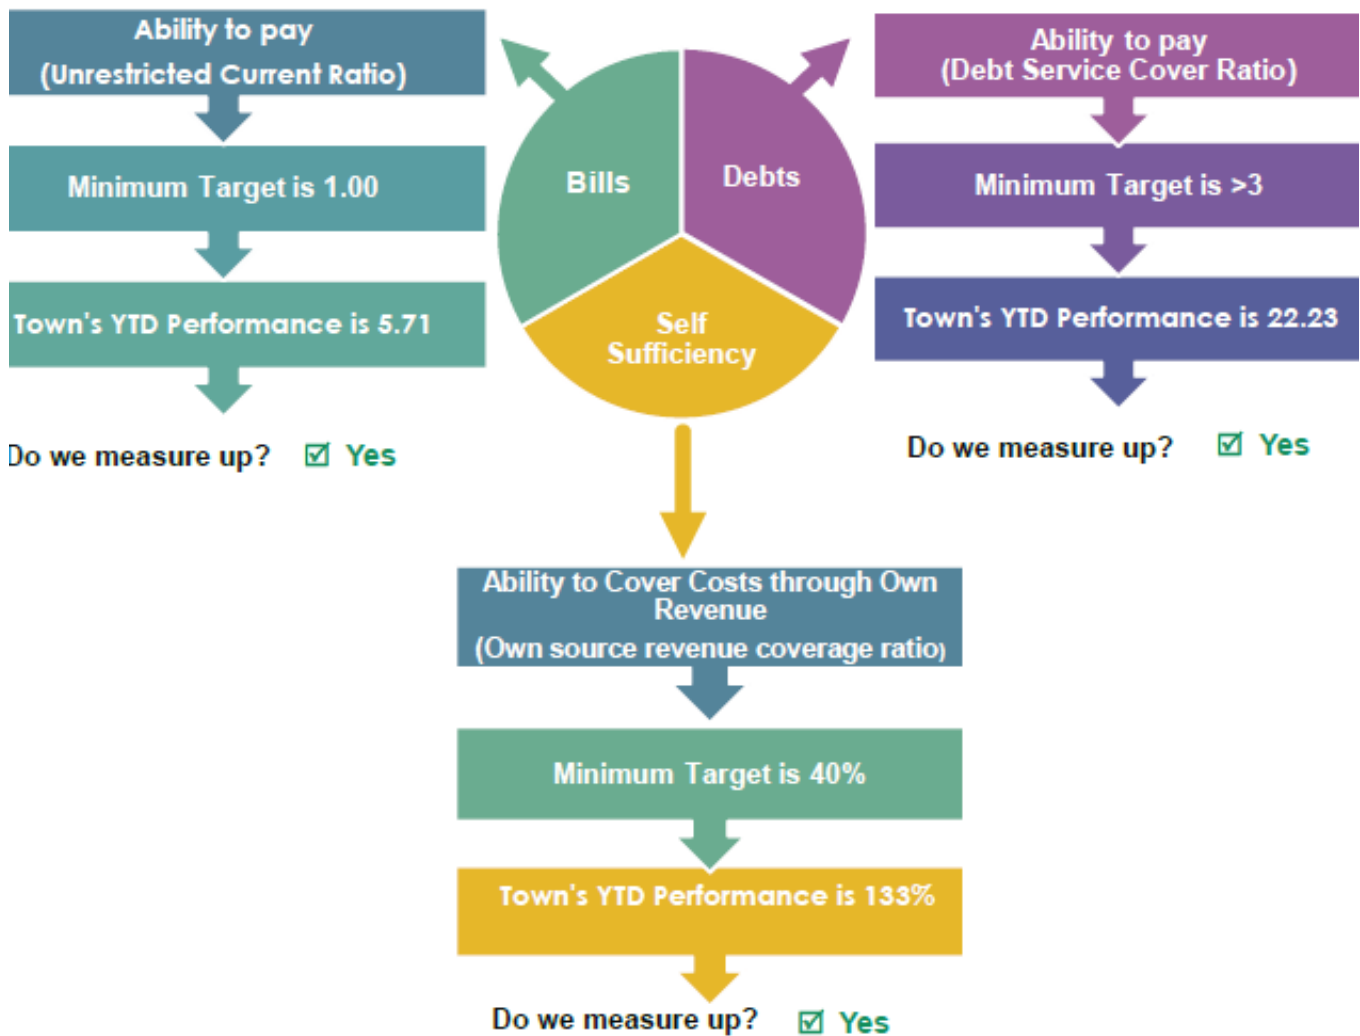 Ability to pay
(Unrestricted Current Ratio)
Minimum Target is 1.00
Town's YTD Performance is 5.71
Do we measure up? ☑ Yes
Bills
Debts
Self
Sufficiency
Ability to pay
(Debt Service Cover Ratio)
Minimum Target is >3
Town's YTD Performance is 22.23
Do we measure up? ☑ Yes
Ability to Cover Costs through Own
Revenue
(Own source revenue coverage ratio)
Minimum Target is 40%
Town's YTD Performance is 133%
Do we measure up? ☑ Yes